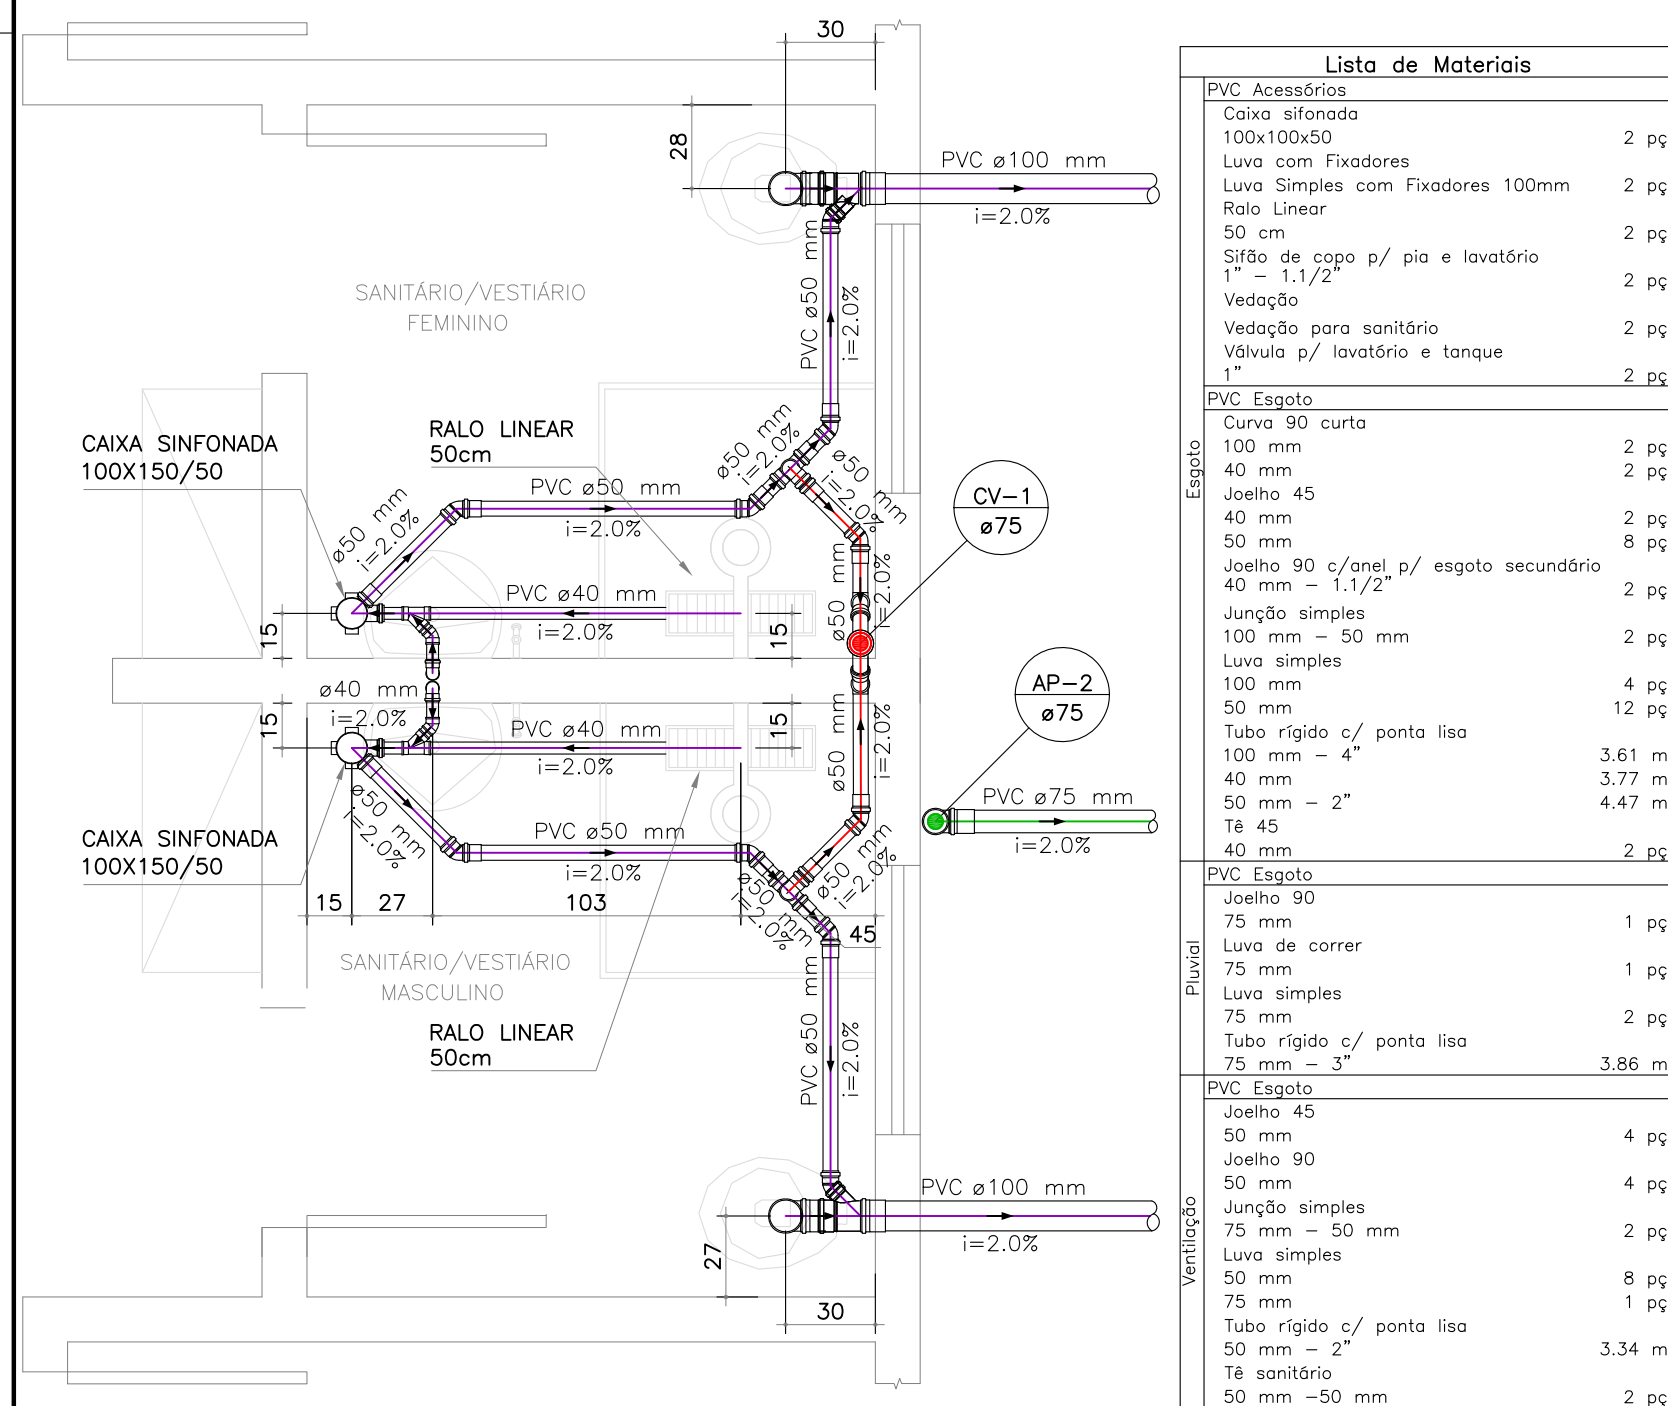 30
28
PVC ø100 mm
i=2.0%
PVC ø50 mm
i=2.0%
SANITÁRIO/VESTIÁRIO
FEMININO
CAIXA SINFONADA
100X150/50
RALO LINEAR
50cm
ø50 mm
i=2.0%
ø50 mm
i=2.0%
ø50 mm
i=2.0%
PVC ø50 mm
i=2.0%
CV-1
ø75
PVC ø40 mm
i=2.0%
ø50 mm
i=2.0%
15
15
ø40 mm
i=2.0%
15
15
PVC ø40 mm
i=2.0%
ø50 mm
i=2.0%
AP-2
ø75
PVC ø75 mm
i=2.0%
ø50 mm
i=2.0%
PVC ø50 mm
i=2.0%
CAIXA SINFONADA
100X150/50
ø50 mm
i=2.0%
ø50 mm
i=2.0%
15
27
103
45
SANITÁRIO/VESTIÁRIO
MASCULINO
RALO LINEAR
50cm
PVC ø50 mm
i=2.0%
PVC ø100 mm
i=2.0%
27
30
Lista de Materiais
Esgoto
PVC Acessórios
Caixa sifonada
100x100x50 2 pç
Luva com Fixadores
Luva Simples com Fixadores 100mm 2 pç
Ralo Linear
50 cm 2 pç
Sifão de copo p/ pia e lavatório
1" - 1.1/2" 2 pç
Vedação
Vedação para sanitário 2 pç
Válvula p/ lavatório e tanque
1" 2 pç
PVC Esgoto
Curva 90 curta
100 mm 2 pç
40 mm 2 pç
Joelho 45
40 mm 2 pç
50 mm 8 pç
Joelho 90 c/anel p/ esgoto secundário
40 mm - 1.1/2" 2 pç
Junção simples
100 mm - 50 mm 2 pç
Luva simples
100 mm 4 pç
50 mm 12 pç
Tubo rígido c/ ponta lisa
100 mm - 4" 3.61 m
40 mm 3.77 m
50 mm - 2" 4.47 m
Tê 45
40 mm 2 pç
Pluvial
PVC Esgoto
Joelho 90
75 mm 1 pç
Luva de correr
75 mm 1 pç
Luva simples
75 mm 2 pç
Tubo rígido c/ ponta lisa
75 mm - 3" 3.86 m
Ventilação
PVC Esgoto
Joelho 45
50 mm 4 pç
Joelho 90
50 mm 4 pç
Junção simples
75 mm - 50 mm 2 pç
Luva simples
50 mm 8 pç
75 mm 1 pç
Tubo rígido c/ ponta lisa
50 mm - 2" 3.34 m
Tê sanitário
50 mm -50 mm 2 pç